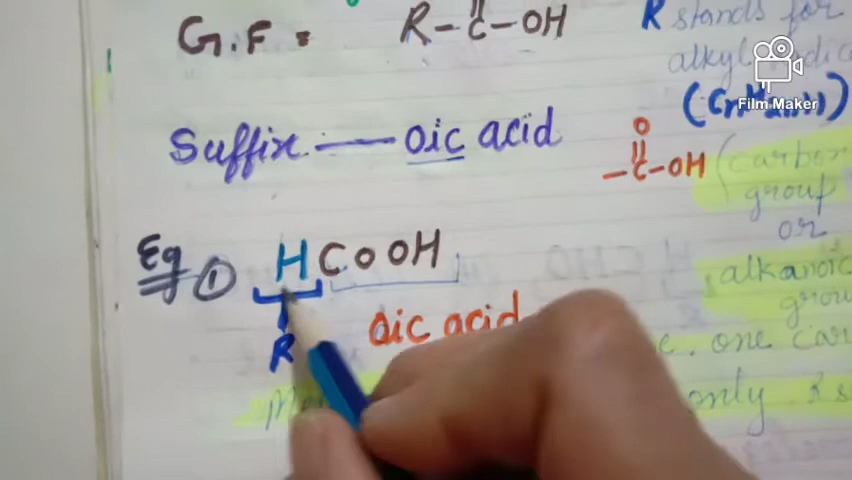 G.F = R-C-OH
R stands for
alkyl
Film Maker
Suffix — oic acid
O
||
-C-OH
group
or
alkanoic
Eg ① HCOOH
R oic acid
one
only